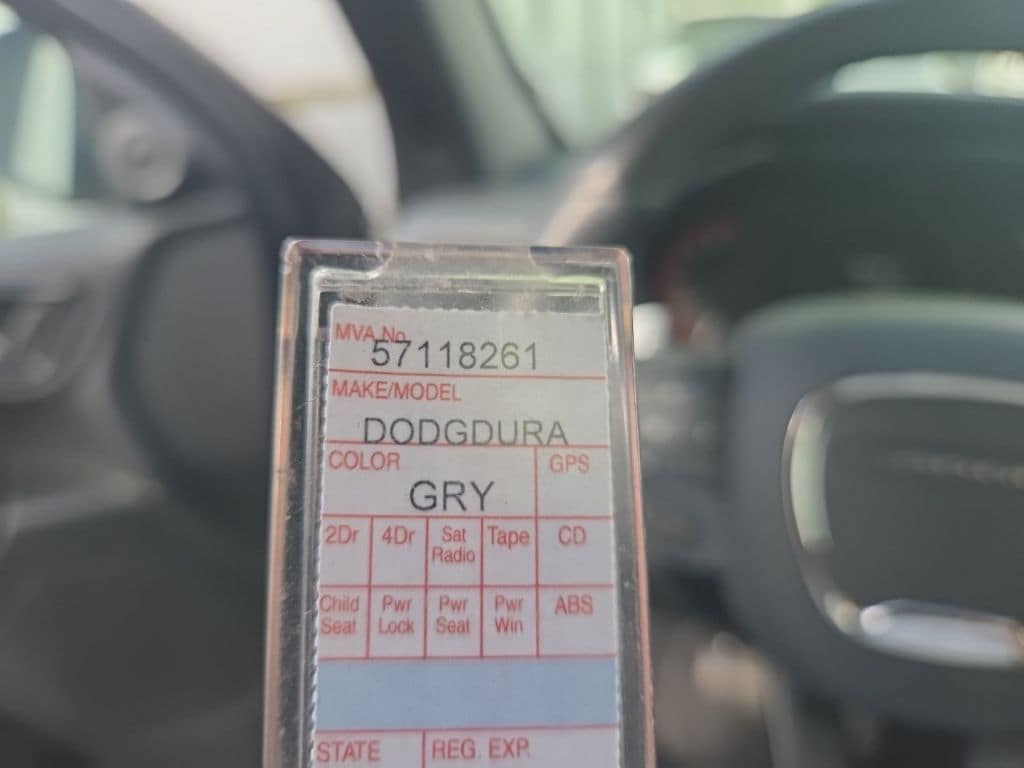 MVA No.
57118261
MAKE/MODEL
DODGDURA
COLOR GPS
GRY
2Dr 4Dr Sat Radio Tape CD
Child Seat Pwr Lock Pwr Seat Pwr Win ABS
STATE REG. EXP.